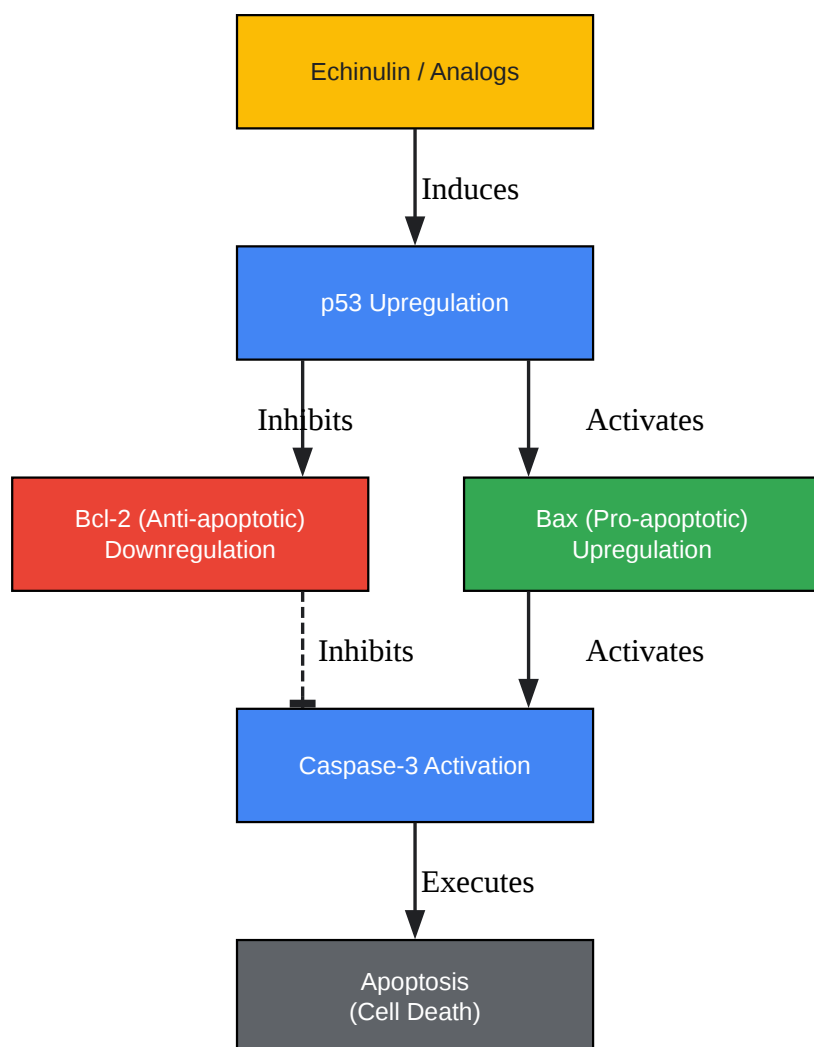 Echinulin / Analogs
Induces
p53 Upregulation
Inhibits
Activates
Bcl-2 (Anti-apoptotic)
Downregulation
Bax (Pro-apoptotic)
Upregulation
Inhibits
Activates
Caspase-3 Activation
Executes
Apoptosis
(Cell Death)